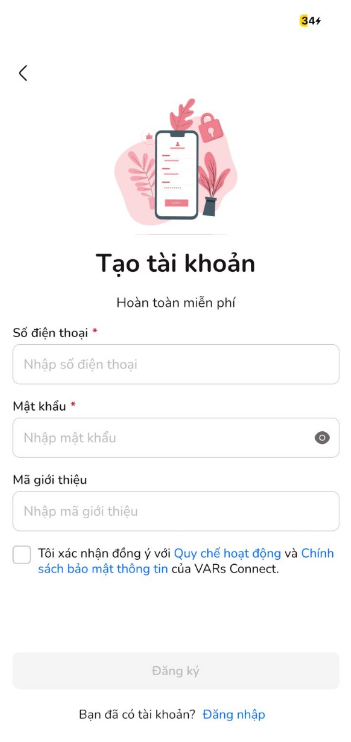 34
Tạo tài khoản
Hoàn toàn miễn phí
Số điện thoại *
Nhập số điện thoại
Mật khẩu *
Nhập mật khẩu
Mã giới thiệu
Nhập mã giới thiệu
Tôi xác nhận đồng ý với Quy chế hoạt động và Chính
sách bảo mật thông tin của VARs Connect.
Đăng ký
Bạn đã có tài khoản? Đăng nhập